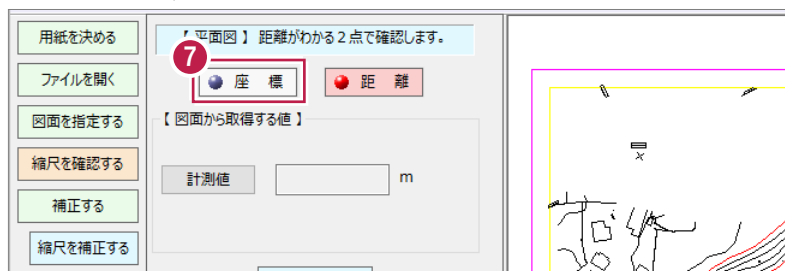 用紙を決める
ファイルを開く
図面を指定する
縮尺を確認する
補正する
縮尺を補正する
【平面図】距離がわかる2点で確認します。
7
座 標
距 離
【図面から取得する値】
計測値
m